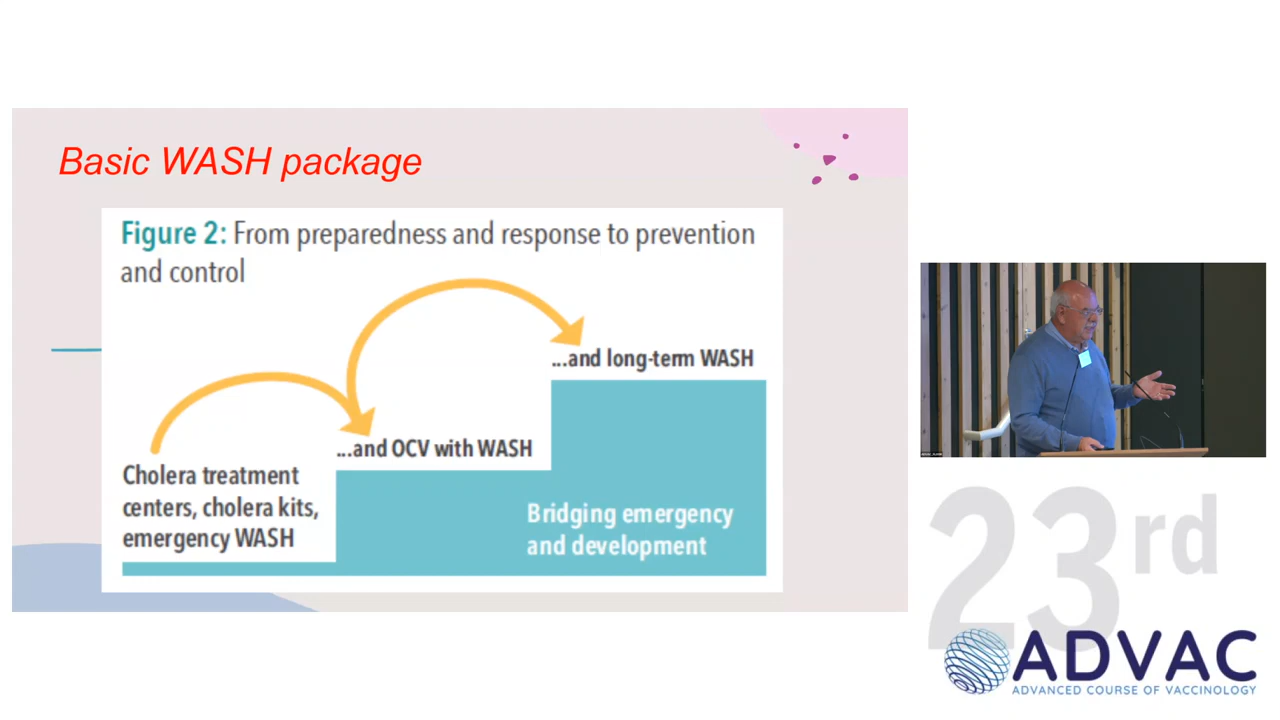 Basic WASH package
Figure 2: From preparedness and response to prevention
and control
...and long-term WASH
...and OCV with WASH
Cholera treatment
centers, cholera kits,
emergency WASH
Bridging emergency
and development
23rd
ADVAC
ADVANCED COURSE OF VACCINOLOGY